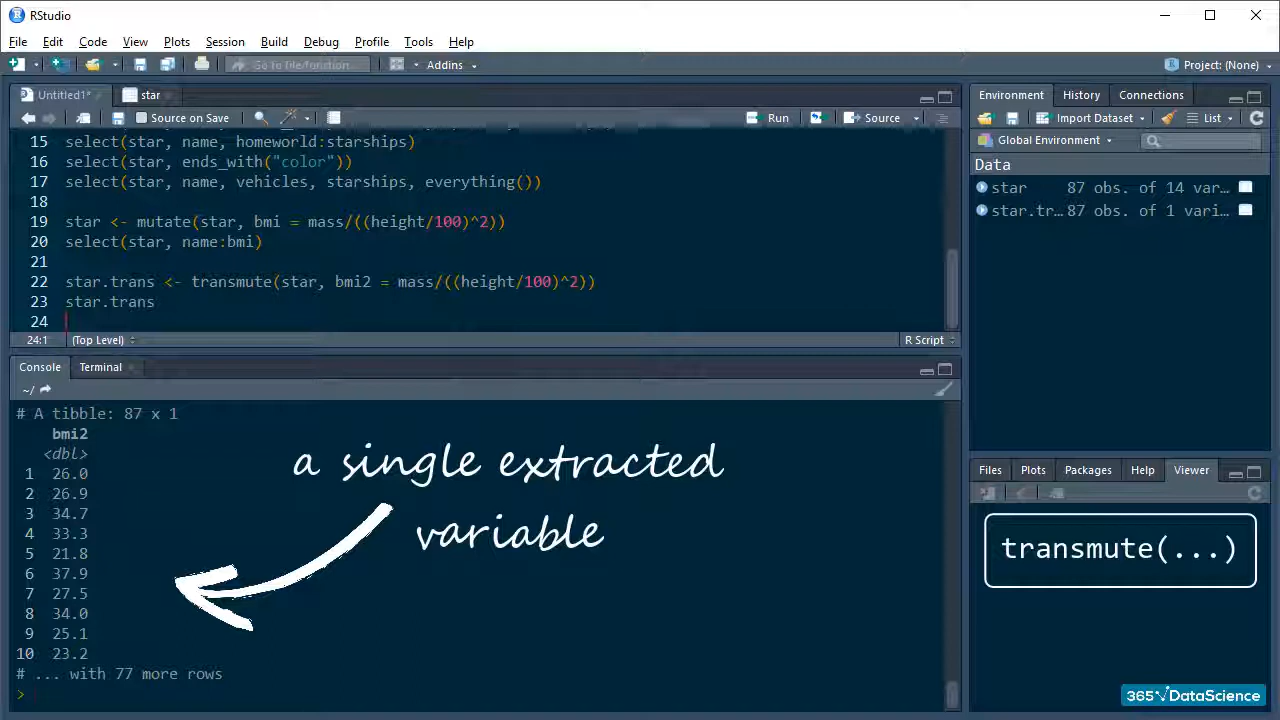 RStudio
File Edit Code View Plots Session Build Debug Profile Tools Help
Go to file/function Addins Project: (None)
Untitled1* star
Source on Save Run Source
15 select(star, name, homeworld:starships)
16 select(star, ends_with("color"))
17 select(star, name, vehicles, starships, everything())
18
19 star <- mutate(star, bmi = mass/((height/100)^2))
20 select(star, name:bmi)
21
22 star.trans <- transmute(star, bmi2 = mass/((height/100)^2))
23 star.trans
24
24:1 (Top Level) R Script
Console Terminal
~/
# A tibble: 87 x 1
bmi2
<dbl>
1 26.0
2 26.9
3 34.7
4 33.3
5 21.8
6 37.9
7 27.5
8 34.0
9 25.1
10 23.2
# ... with 77 more rows
>
a single extracted
variable
Environment History Connections
Import Dataset List
Global Environment
Data
star 87 obs. of 14 var…
star.tr… 87 obs. of 1 vari…
Files Plots Packages Help Viewer
transmute(...)
365 DataScience